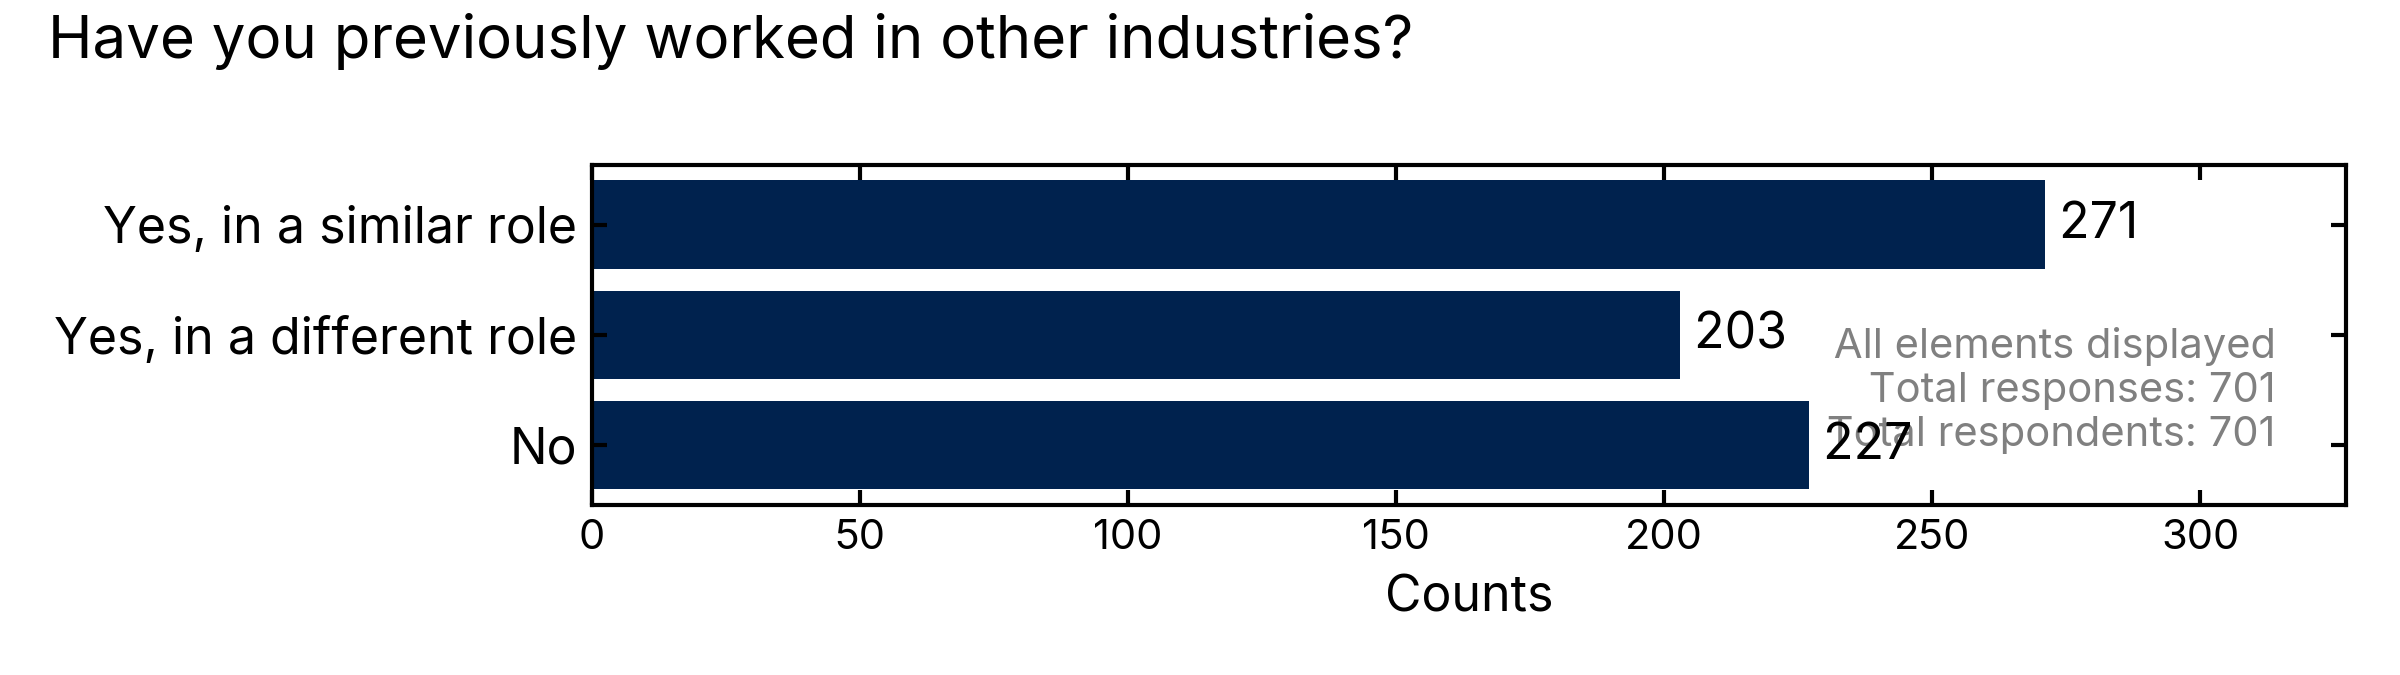 Have you previously worked in other industries?
Yes, in a similar role
271
Yes, in a different role
203
All elements displayed
Total responses: 701
No
227
Total respondents: 701
0 50 100 150 200 250 300
Counts